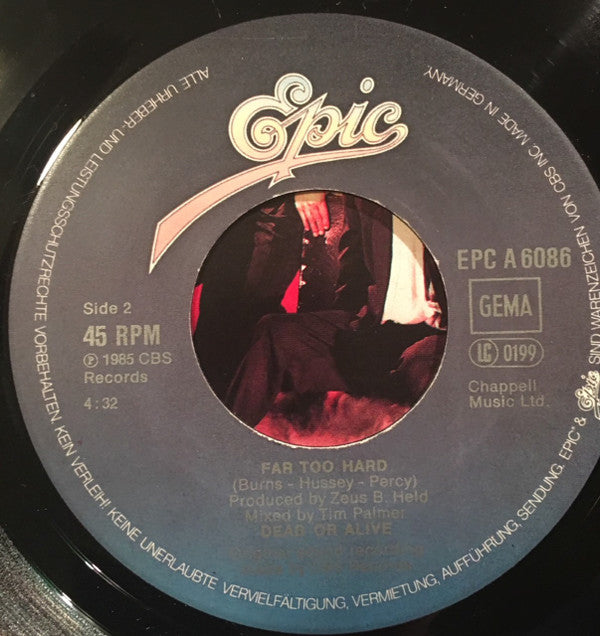 Epic
EPC A 6086
GEMA
LC 0199
Chappell
Music Ltd.
Side 2
45 RPM
℗ 1985 CBS
Records
4:32
FAR TOO HARD
(Burns - Hussey - Percy)
Produced by Zeus B. Held
Mixed by Tim Palmer
DEAD OR ALIVE
ALLE URHEBER- UND LEISTUNGSSCHUTZRECHTE VORBEHALTEN. KEIN VERLEIH! KEINE UNERLAUBTE VERVIELFÄLTIGUNG, VERMIETUNG, AUFFÜHRUNG, SENDUNG. EPIC® & Epic SIND WARENZEICHEN VON CBS INC. MADE IN GERMANY.